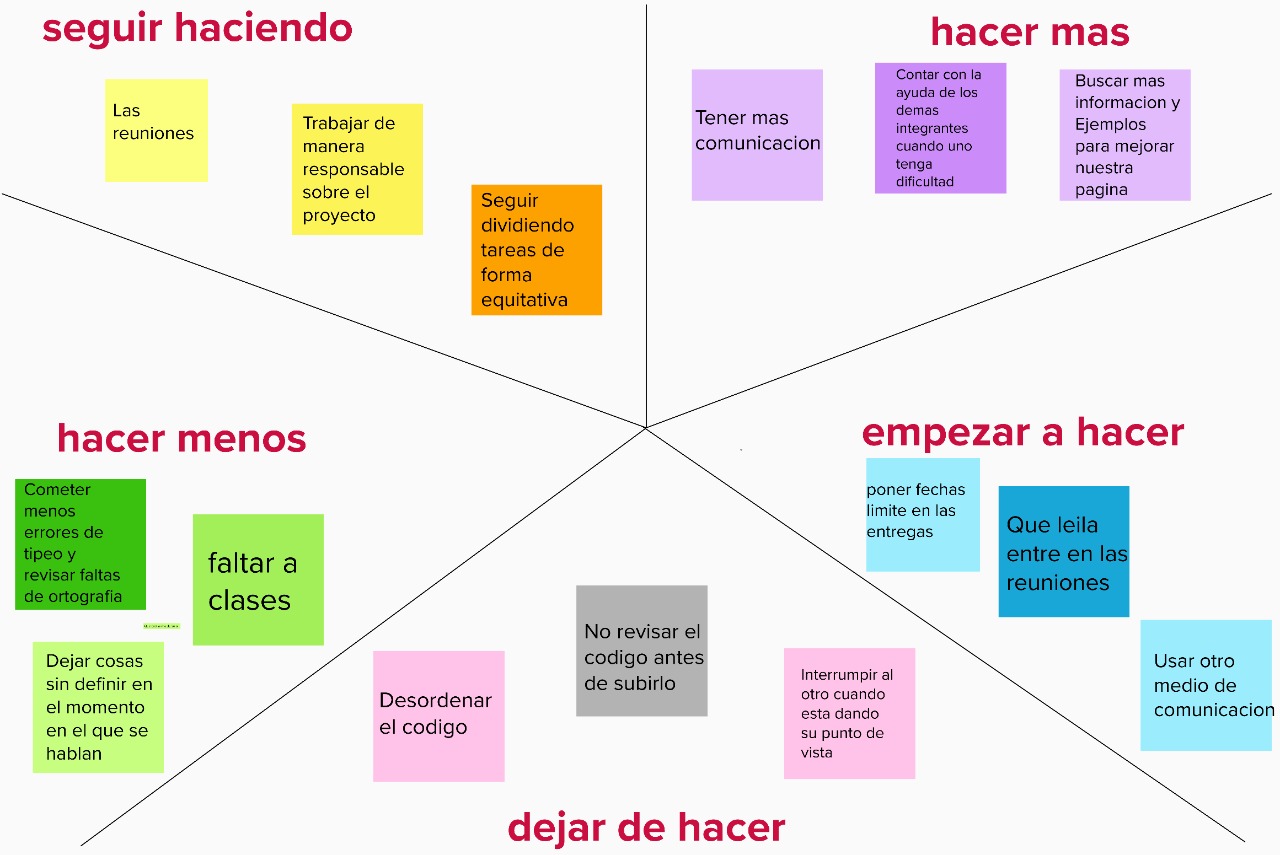 seguir haciendo
Las
reuniones
Trabajar de
manera
responsable
sobre el
proyecto
Seguir
dividiendo
tareas de
forma
equitativa
hacer mas
Tener mas
comunicacion
Contar con la
ayuda de los
demas
integrantes
cuando uno
tenga
dificultad
Buscar mas
informacion y
Ejemplos
para mejorar
nuestra
pagina
hacer menos
Cometer
menos
errores de
tipeo y
revisar faltas
de ortografia
faltar a
clases
Dejar cosas
sin definir en
el momento
en el que se
hablan
empezar a hacer
poner fechas
limite en las
entregas
Que leila
entre en las
reuniones
Usar otro
medio de
comunicacion
Desordenar
el codigo
No revisar el
codigo antes
de subirlo
Interrumpir al
otro cuando
esta dando
su punto de
vista
dejar de hacer